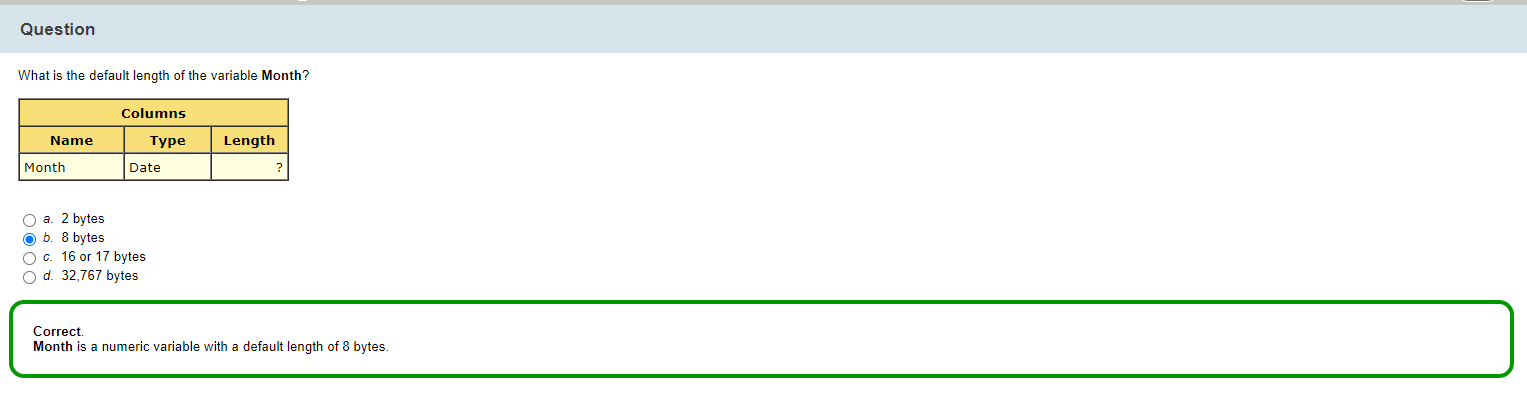 Question
What is the default length of the variable Month?
Columns
Name Type Length
Month Date ?
a. 2 bytes
b. 8 bytes
c. 16 or 17 bytes
d. 32,767 bytes
Correct.
Month is a numeric variable with a default length of 8 bytes.